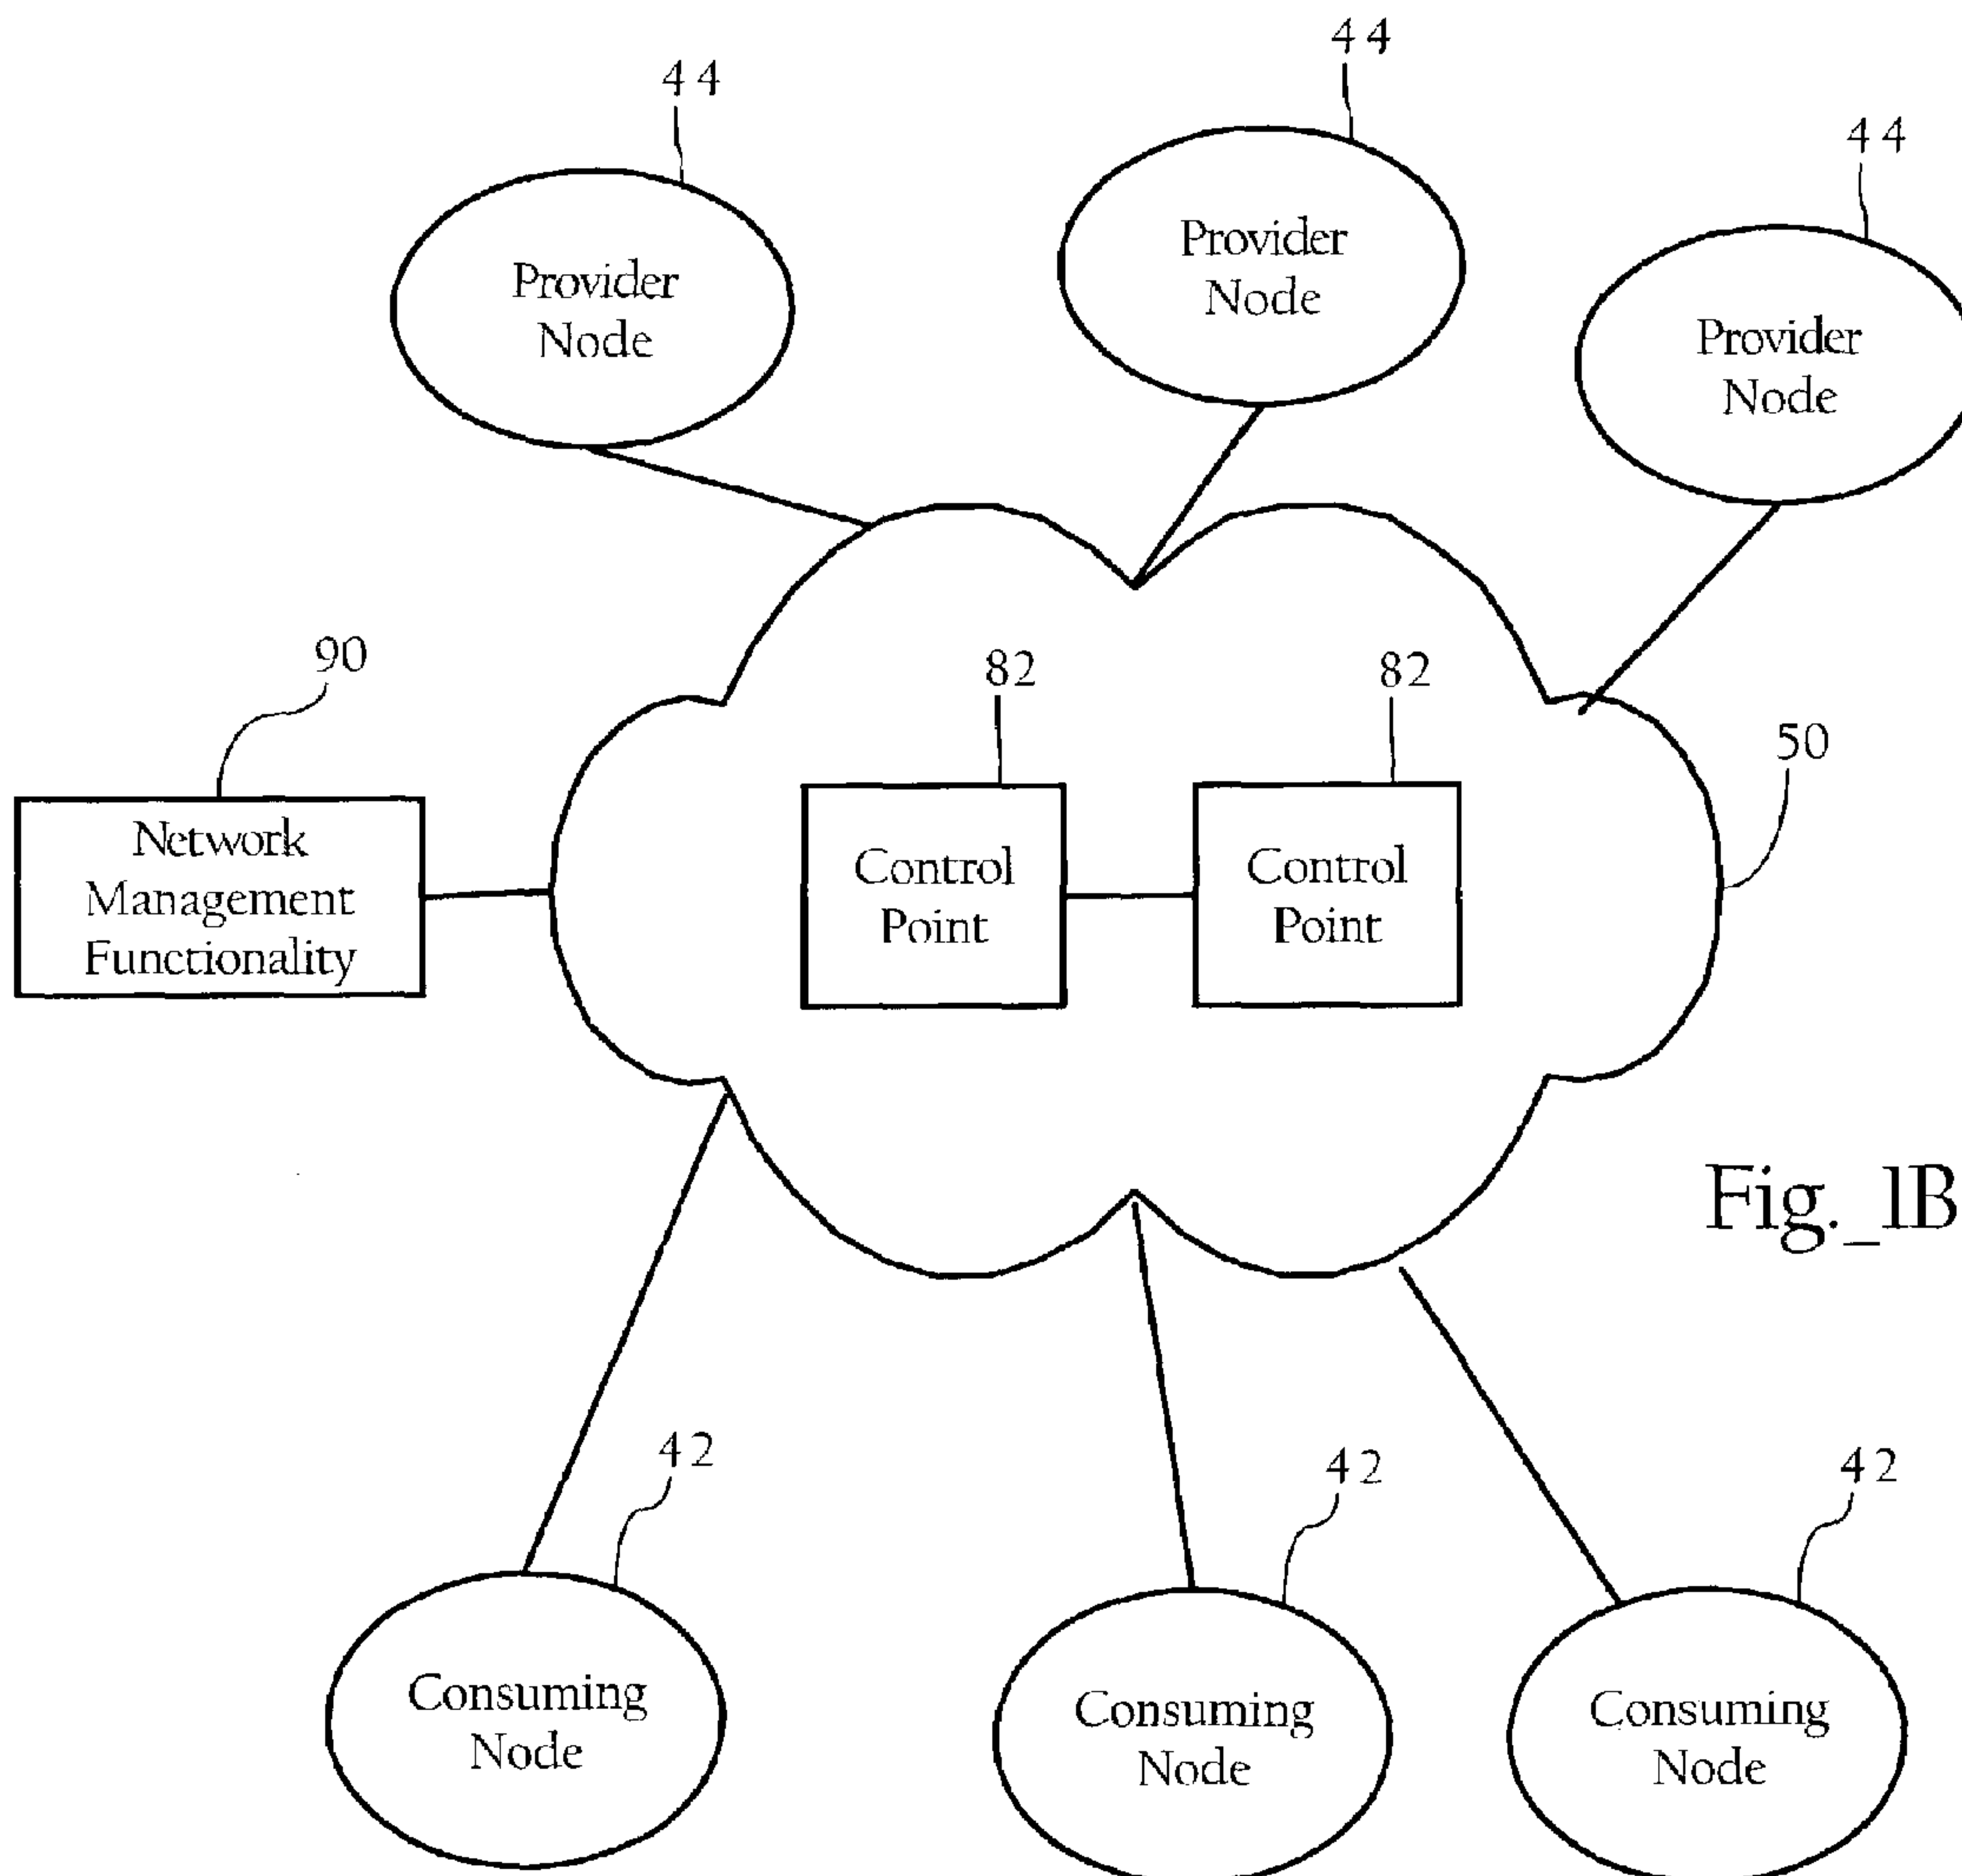 44
44
44
Provider
Node
Provider
Node
Provider
Node
90
82
82
50
Network
Management
Functionality
Control
Point
Control
Point
Fig._1B
42
42
42
Consuming
Node
Consuming
Node
Consuming
Node